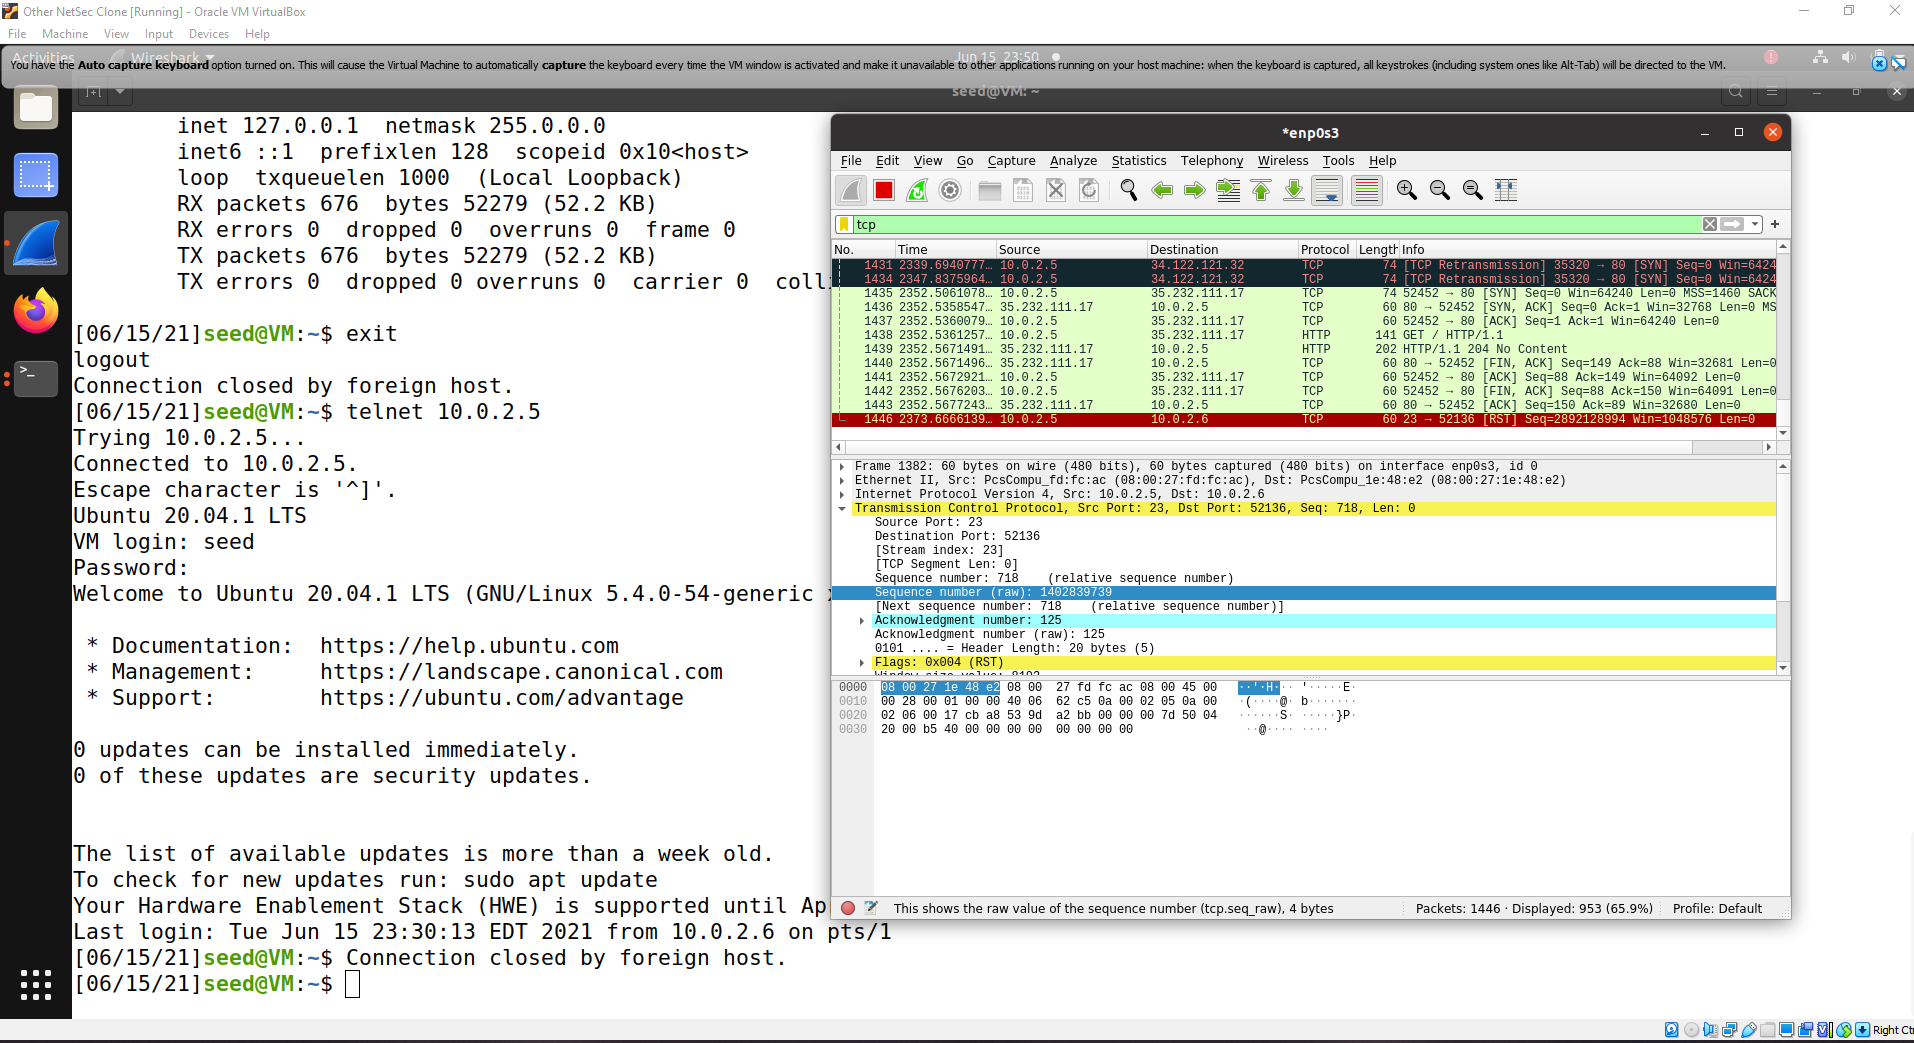 Other NetSec Clone [Running] - Oracle VM VirtualBox
File Machine View Input Devices Help
Activities Wireshark Jun 15 23:50
You have the Auto capture keyboard option turned on. This will cause the Virtual Machine to automatically capture the keyboard every time the VM window is activated and make it unavailable to other applications running on your host machine: when the keyboard is captured, all keystrokes (including system ones like Alt-Tab) will be directed to the VM.
seed@VM: ~
inet 127.0.0.1 netmask 255.0.0.0
inet6 ::1 prefixlen 128 scopeid 0x10<host>
loop txqueuelen 1000 (Local Loopback)
RX packets 676 bytes 52279 (52.2 KB)
RX errors 0 dropped 0 overruns 0 frame 0
TX packets 676 bytes 52279 (52.2 KB)
TX errors 0 dropped 0 overruns 0 carrier 0 coll
[06/15/21]seed@VM:~$ exit
logout
Connection closed by foreign host.
[06/15/21]seed@VM:~$ telnet 10.0.2.5
Trying 10.0.2.5...
Connected to 10.0.2.5.
Escape character is '^]'.
Ubuntu 20.04.1 LTS
VM login: seed
Password:
Welcome to Ubuntu 20.04.1 LTS (GNU/Linux 5.4.0-54-generic
* Documentation: https://help.ubuntu.com
* Management: https://landscape.canonical.com
* Support: https://ubuntu.com/advantage
0 updates can be installed immediately.
0 of these updates are security updates.
The list of available updates is more than a week old.
To check for new updates run: sudo apt update
Your Hardware Enablement Stack (HWE) is supported until Ap
Last login: Tue Jun 15 23:30:13 EDT 2021 from 10.0.2.6 on pts/1
[06/15/21]seed@VM:~$ Connection closed by foreign host.
[06/15/21]seed@VM:~$
*enp0s3
File Edit View Go Capture Analyze Statistics Telephony Wireless Tools Help
tcp
No. Time Source Destination Protocol Length Info
1431 2339.6940777… 10.0.2.5 34.122.121.32 TCP 74 [TCP Retransmission] 35320 → 80 [SYN] Seq=0 Win=6424
1434 2347.8375964… 10.0.2.5 34.122.121.32 TCP 74 [TCP Retransmission] 35320 → 80 [SYN] Seq=0 Win=6424
1435 2352.5061078… 10.0.2.5 35.232.111.17 TCP 74 52452 → 80 [SYN] Seq=0 Win=64240 Len=0 MSS=1460 SACK
1436 2352.5358547… 35.232.111.17 10.0.2.5 TCP 60 80 → 52452 [SYN, ACK] Seq=0 Ack=1 Win=32768 Len=0 MS
1437 2352.5360079… 10.0.2.5 35.232.111.17 TCP 60 52452 → 80 [ACK] Seq=1 Ack=1 Win=64240 Len=0
1438 2352.5361257… 10.0.2.5 35.232.111.17 HTTP 141 GET / HTTP/1.1
1439 2352.5671491… 35.232.111.17 10.0.2.5 HTTP 202 HTTP/1.1 204 No Content
1440 2352.5671496… 35.232.111.17 10.0.2.5 TCP 60 80 → 52452 [FIN, ACK] Seq=149 Ack=88 Win=32681 Len=0
1441 2352.5672921… 10.0.2.5 35.232.111.17 TCP 60 52452 → 80 [ACK] Seq=88 Ack=149 Win=64092 Len=0
1442 2352.5676203… 10.0.2.5 35.232.111.17 TCP 60 52452 → 80 [FIN, ACK] Seq=88 Ack=150 Win=64091 Len=0
1443 2352.5677243… 35.232.111.17 10.0.2.5 TCP 60 80 → 52452 [ACK] Seq=150 Ack=89 Win=32680 Len=0
1446 2373.6666139… 10.0.2.5 10.0.2.6 TCP 60 23 → 52136 [RST] Seq=2892128994 Win=1048576 Len=0
Frame 1382: 60 bytes on wire (480 bits), 60 bytes captured (480 bits) on interface enp0s3, id 0
Ethernet II, Src: PcsCompu_fd:fc:ac (08:00:27:fd:fc:ac), Dst: PcsCompu_1e:48:e2 (08:00:27:1e:48:e2)
Internet Protocol Version 4, Src: 10.0.2.5, Dst: 10.0.2.6
Transmission Control Protocol, Src Port: 23, Dst Port: 52136, Seq: 718, Len: 0
Source Port: 23
Destination Port: 52136
[Stream index: 23]
[TCP Segment Len: 0]
Sequence number: 718 (relative sequence number)
Sequence number (raw): 1402839739
[Next sequence number: 718 (relative sequence number)]
Acknowledgment number: 125
Acknowledgment number (raw): 125
0101 .... = Header Length: 20 bytes (5)
Flags: 0x004 (RST)
Window size value: 8192
0000 08 00 27 1e 48 e2 08 00 27 fd fc ac 08 00 45 00 ··'·H··· '·····E·
0010 00 28 00 01 00 00 40 06 62 c5 0a 00 02 05 0a 00 ·(····@· b·······
0020 02 06 00 17 cb a8 53 9d a2 bb 00 00 00 7d 50 04 ······S· ·····}P·
0030 20 00 b5 40 00 00 00 00 00 00 00 00 ··@···· ····
This shows the raw value of the sequence number (tcp.seq_raw), 4 bytes
Packets: 1446 · Displayed: 953 (65.9%)
Profile: Default
Right Ct